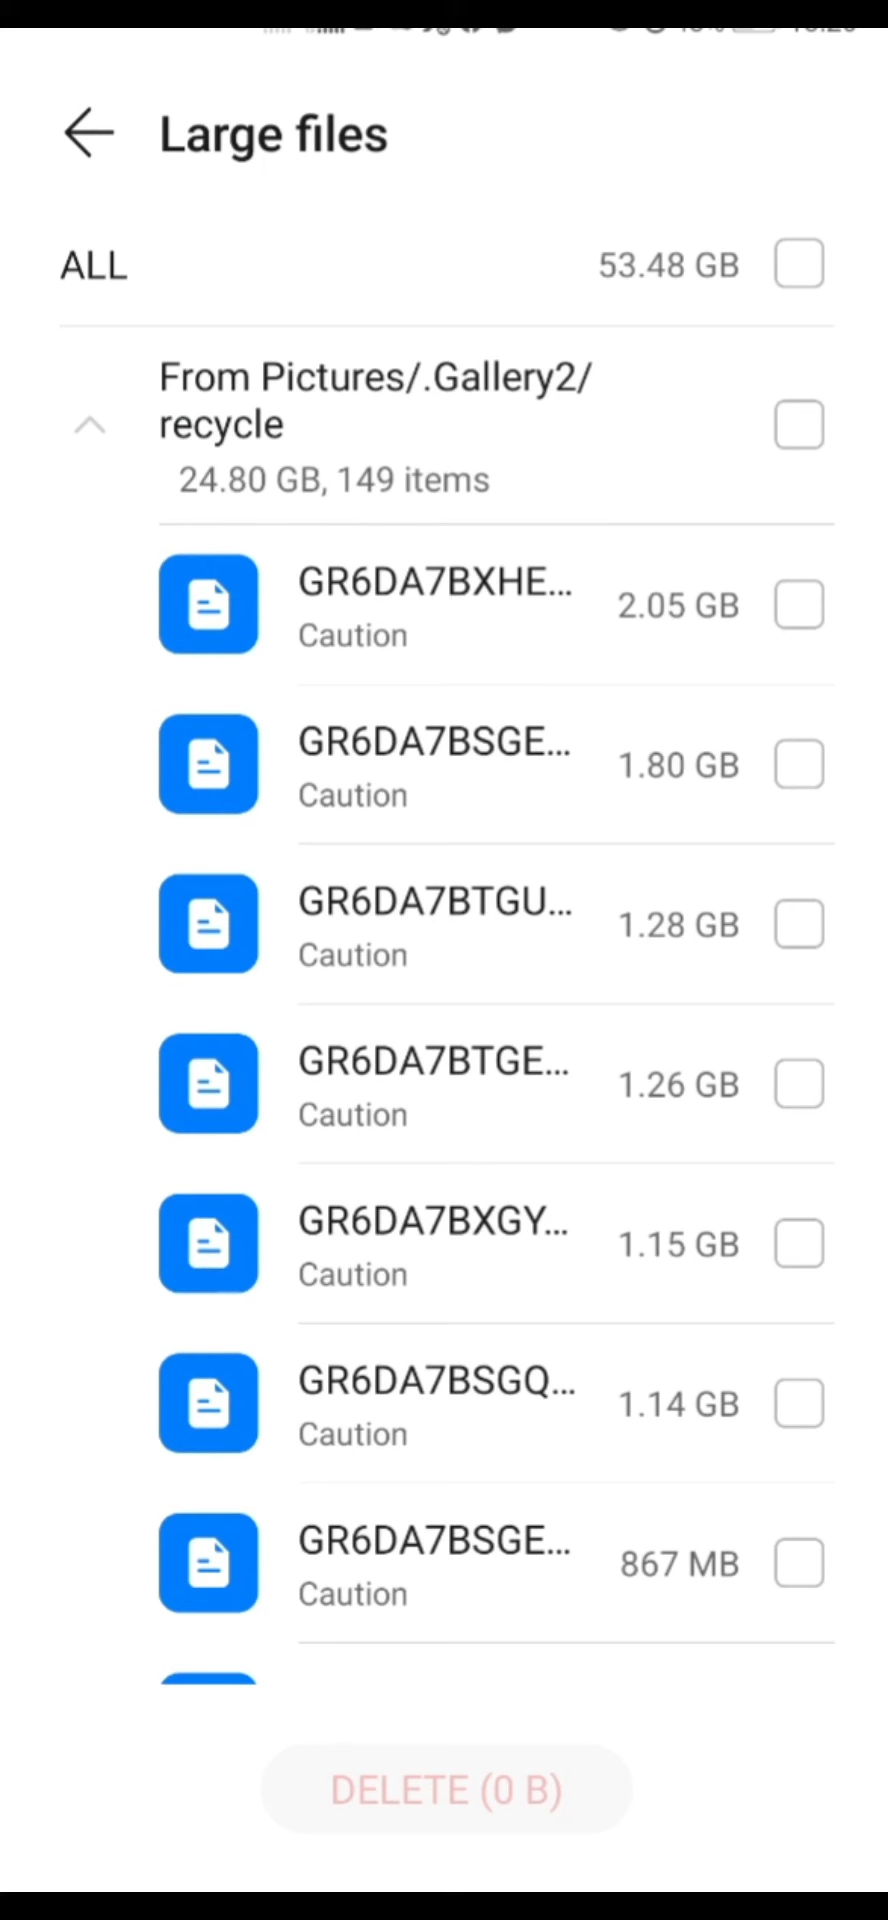 Large files
ALL
53.48 GB
From Pictures/.Gallery2/
recycle
24.80 GB, 149 items
GR6DA7BXHE...
2.05 GB
Caution
GR6DA7BSGE...
1.80 GB
Caution
GR6DA7BTGU...
1.28 GB
Caution
GR6DA7BTGE...
1.26 GB
Caution
GR6DA7BXGY...
1.15 GB
Caution
GR6DA7BSGQ...
1.14 GB
Caution
GR6DA7BSGE...
867 MB
Caution
DELETE (0 B)